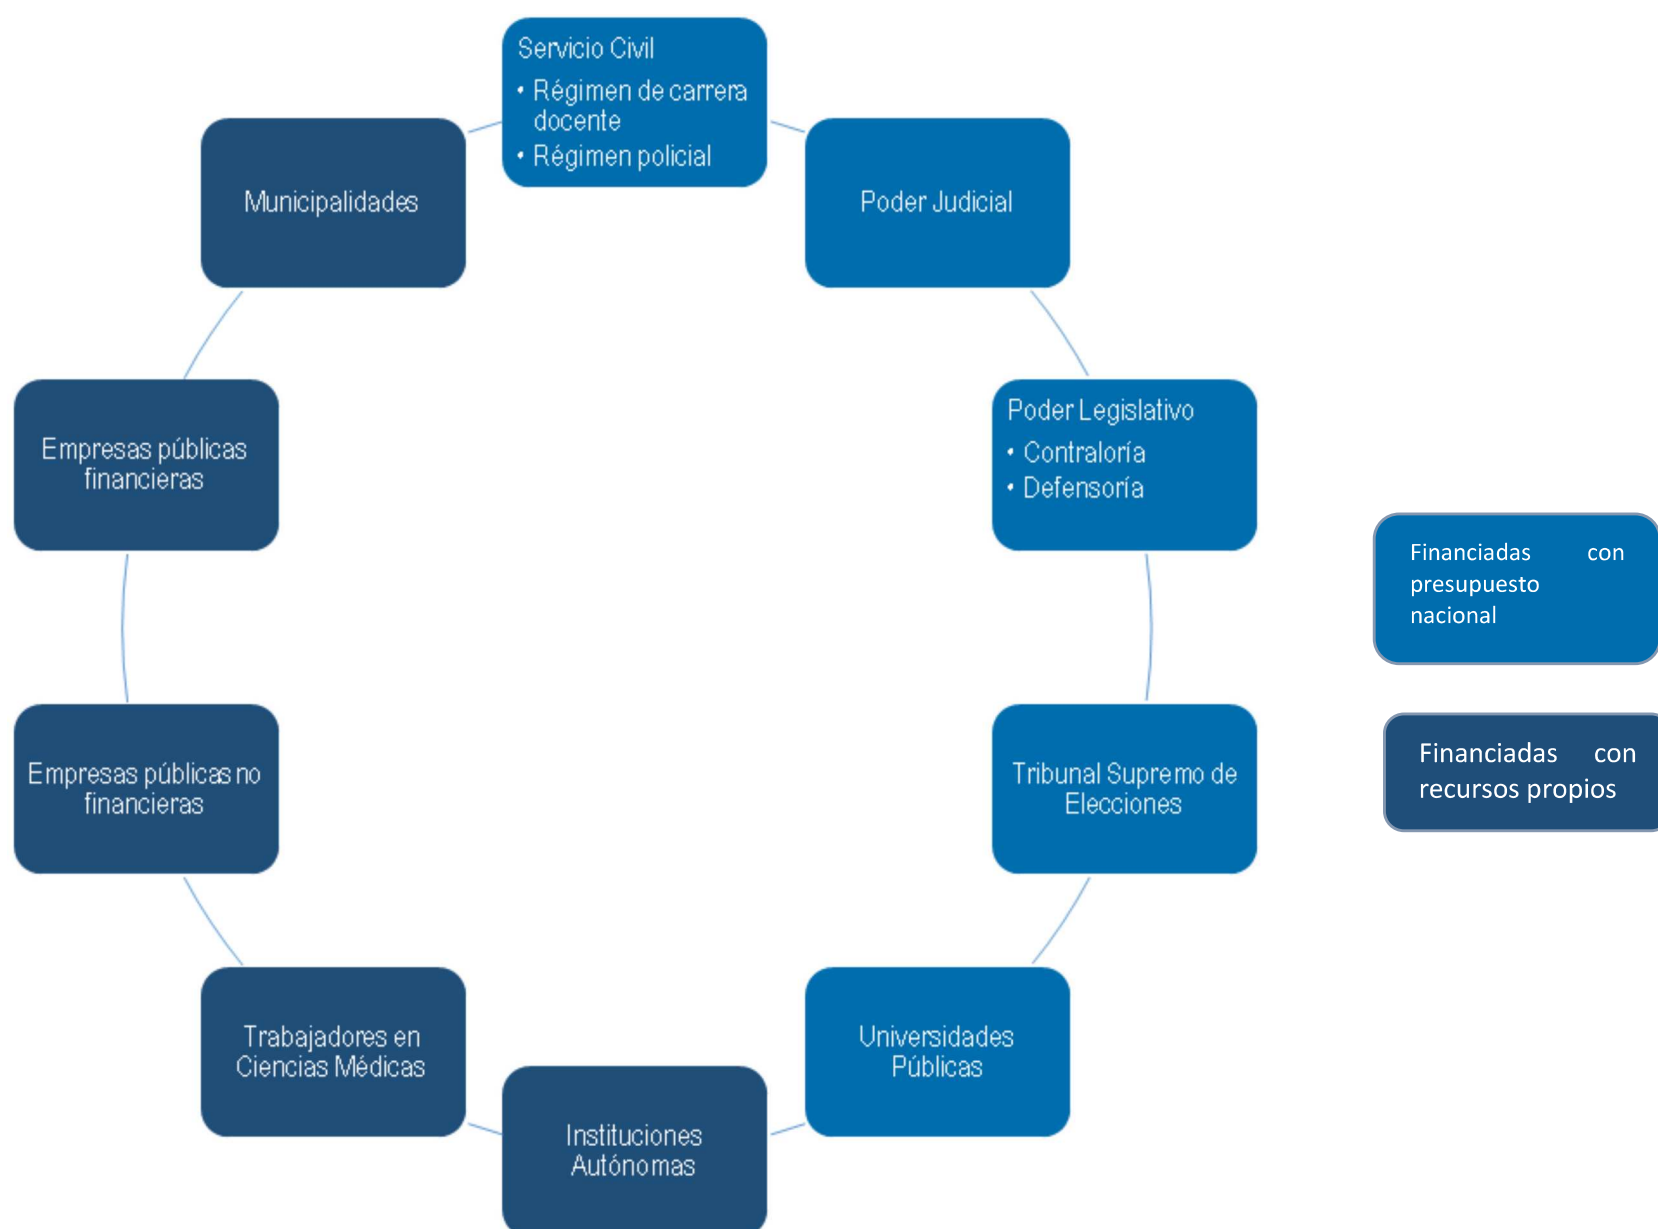 Servicio Civil
• Régimen de carrera
docente
• Régimen policial
Poder Judicial
Poder Legislativo
• Contraloría
• Defensoría
Tribunal Supremo de
Elecciones
Universidades
Públicas
Instituciones
Autónomas
Trabajadores en
Ciencias Médicas
Empresas públicas no
financieras
Empresas públicas
financieras
Municipalidades
Financiadas con
presupuesto
nacional
Financiadas con
recursos propios